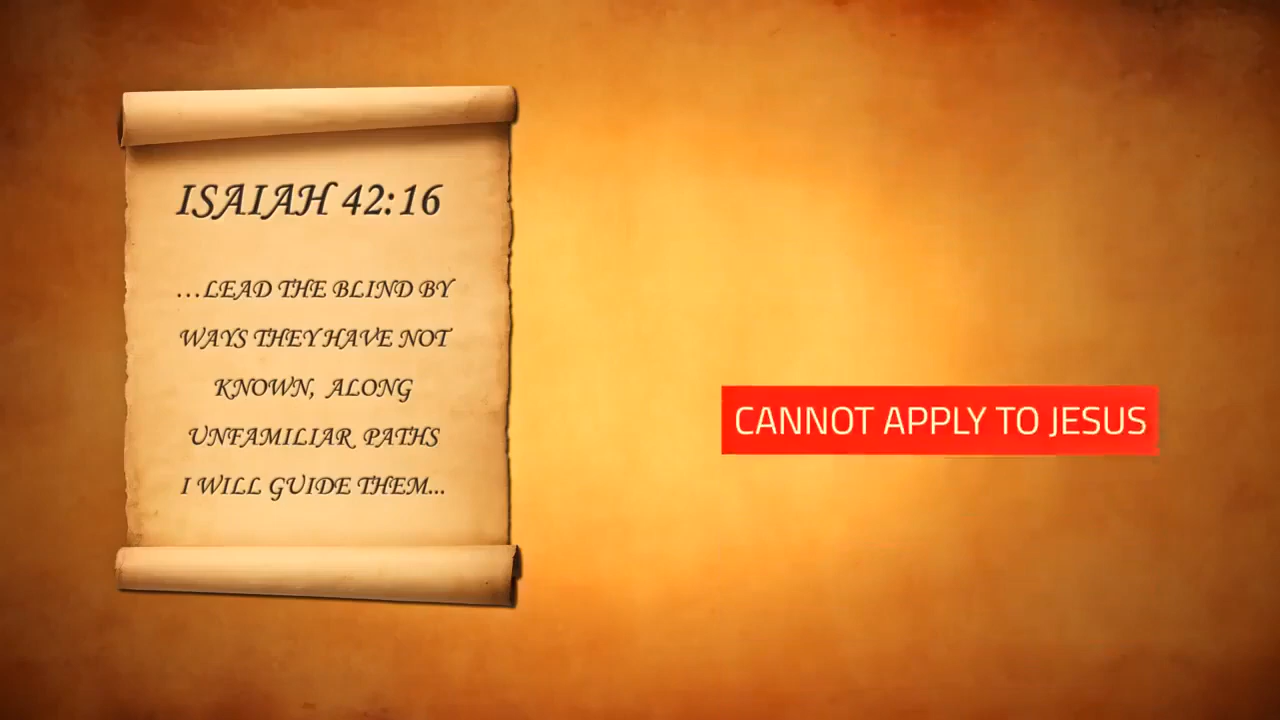 ISAIAH 42:16
...LEAD THE BLIND BY
WAYS THEY HAVE NOT
KNOWN, ALONG
UNFAMILIAR PATHS
I WILL GUIDE THEM...
CANNOT APPLY TO JESUS